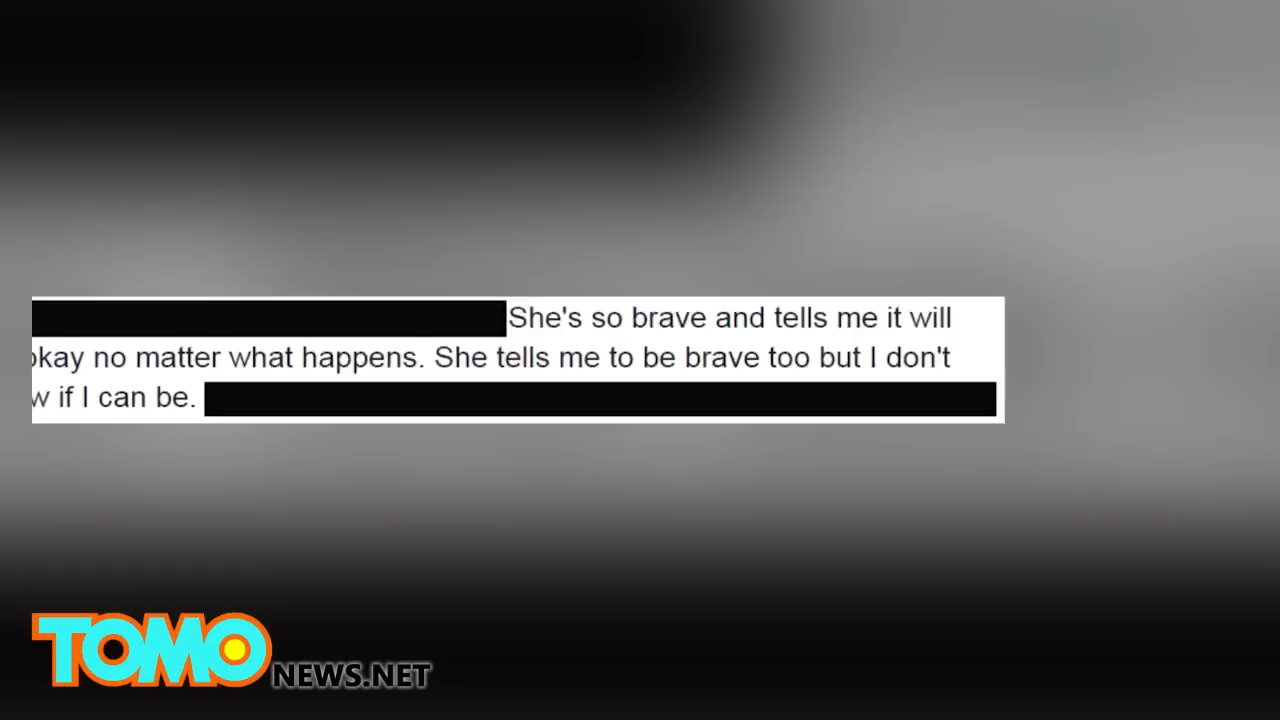 She's so brave and tells me it will
okay no matter what happens. She tells me to be brave too but I don't
w if I can be.
TOMO NEWS.NET